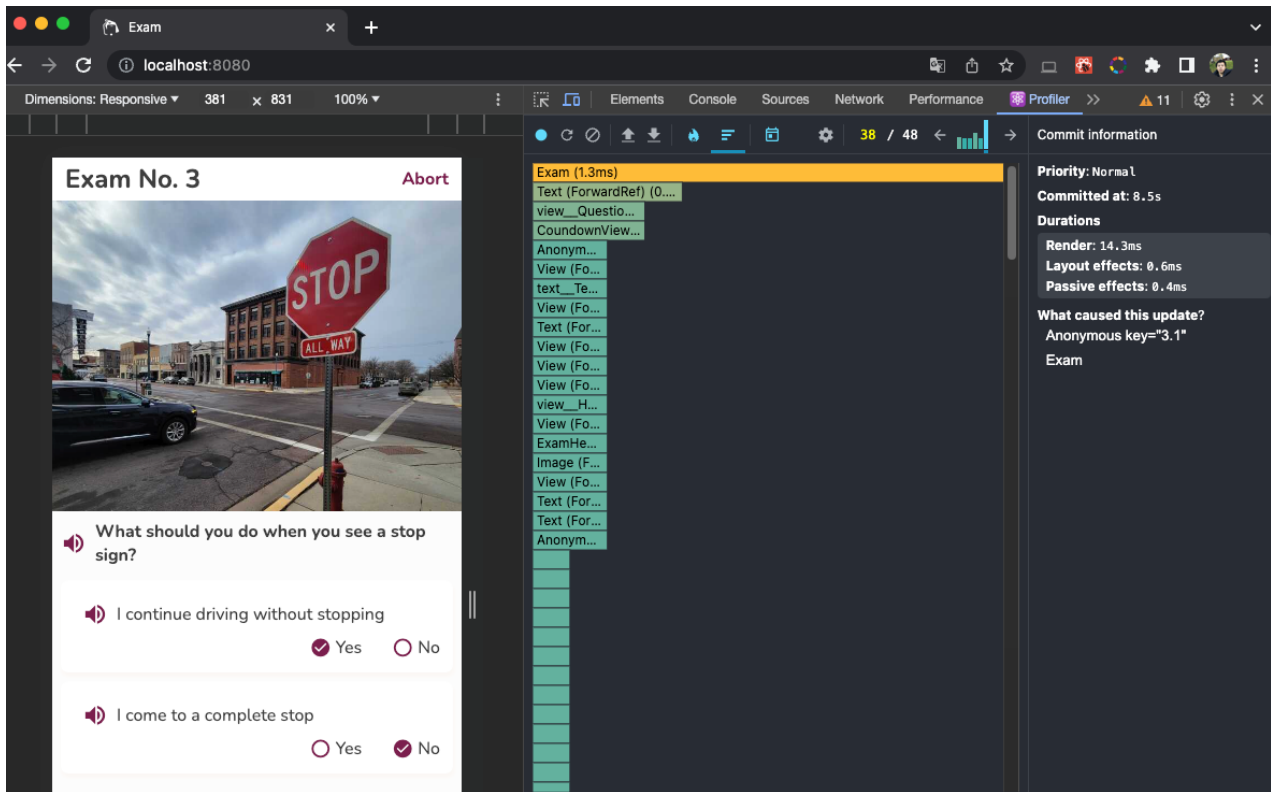 Exam
localhost:8080
Dimensions: Responsive 381 x 831 100%
Elements Console Sources Network Performance Profiler 11
38 / 48
Commit information
Exam No. 3 Abort
STOP
ALL WAY
What should you do when you see a stop
sign?
I continue driving without stopping
Yes No
I come to a complete stop
Yes No
Exam (1.3ms)
Text (ForwardRef) (0....
view__Questio...
CoundownView...
Anonym...
View (Fo...
text__Te...
View (Fo...
Text (For...
View (Fo...
View (Fo...
View (Fo...
view__H...
View (Fo...
ExamHe...
Image (F...
View (Fo...
Text (For...
Text (For...
Anonym...
Priority: Normal
Committed at: 8.5s
Durations
Render: 14.3ms
Layout effects: 0.6ms
Passive effects: 0.4ms
What caused this update?
Anonymous key="3.1"
Exam